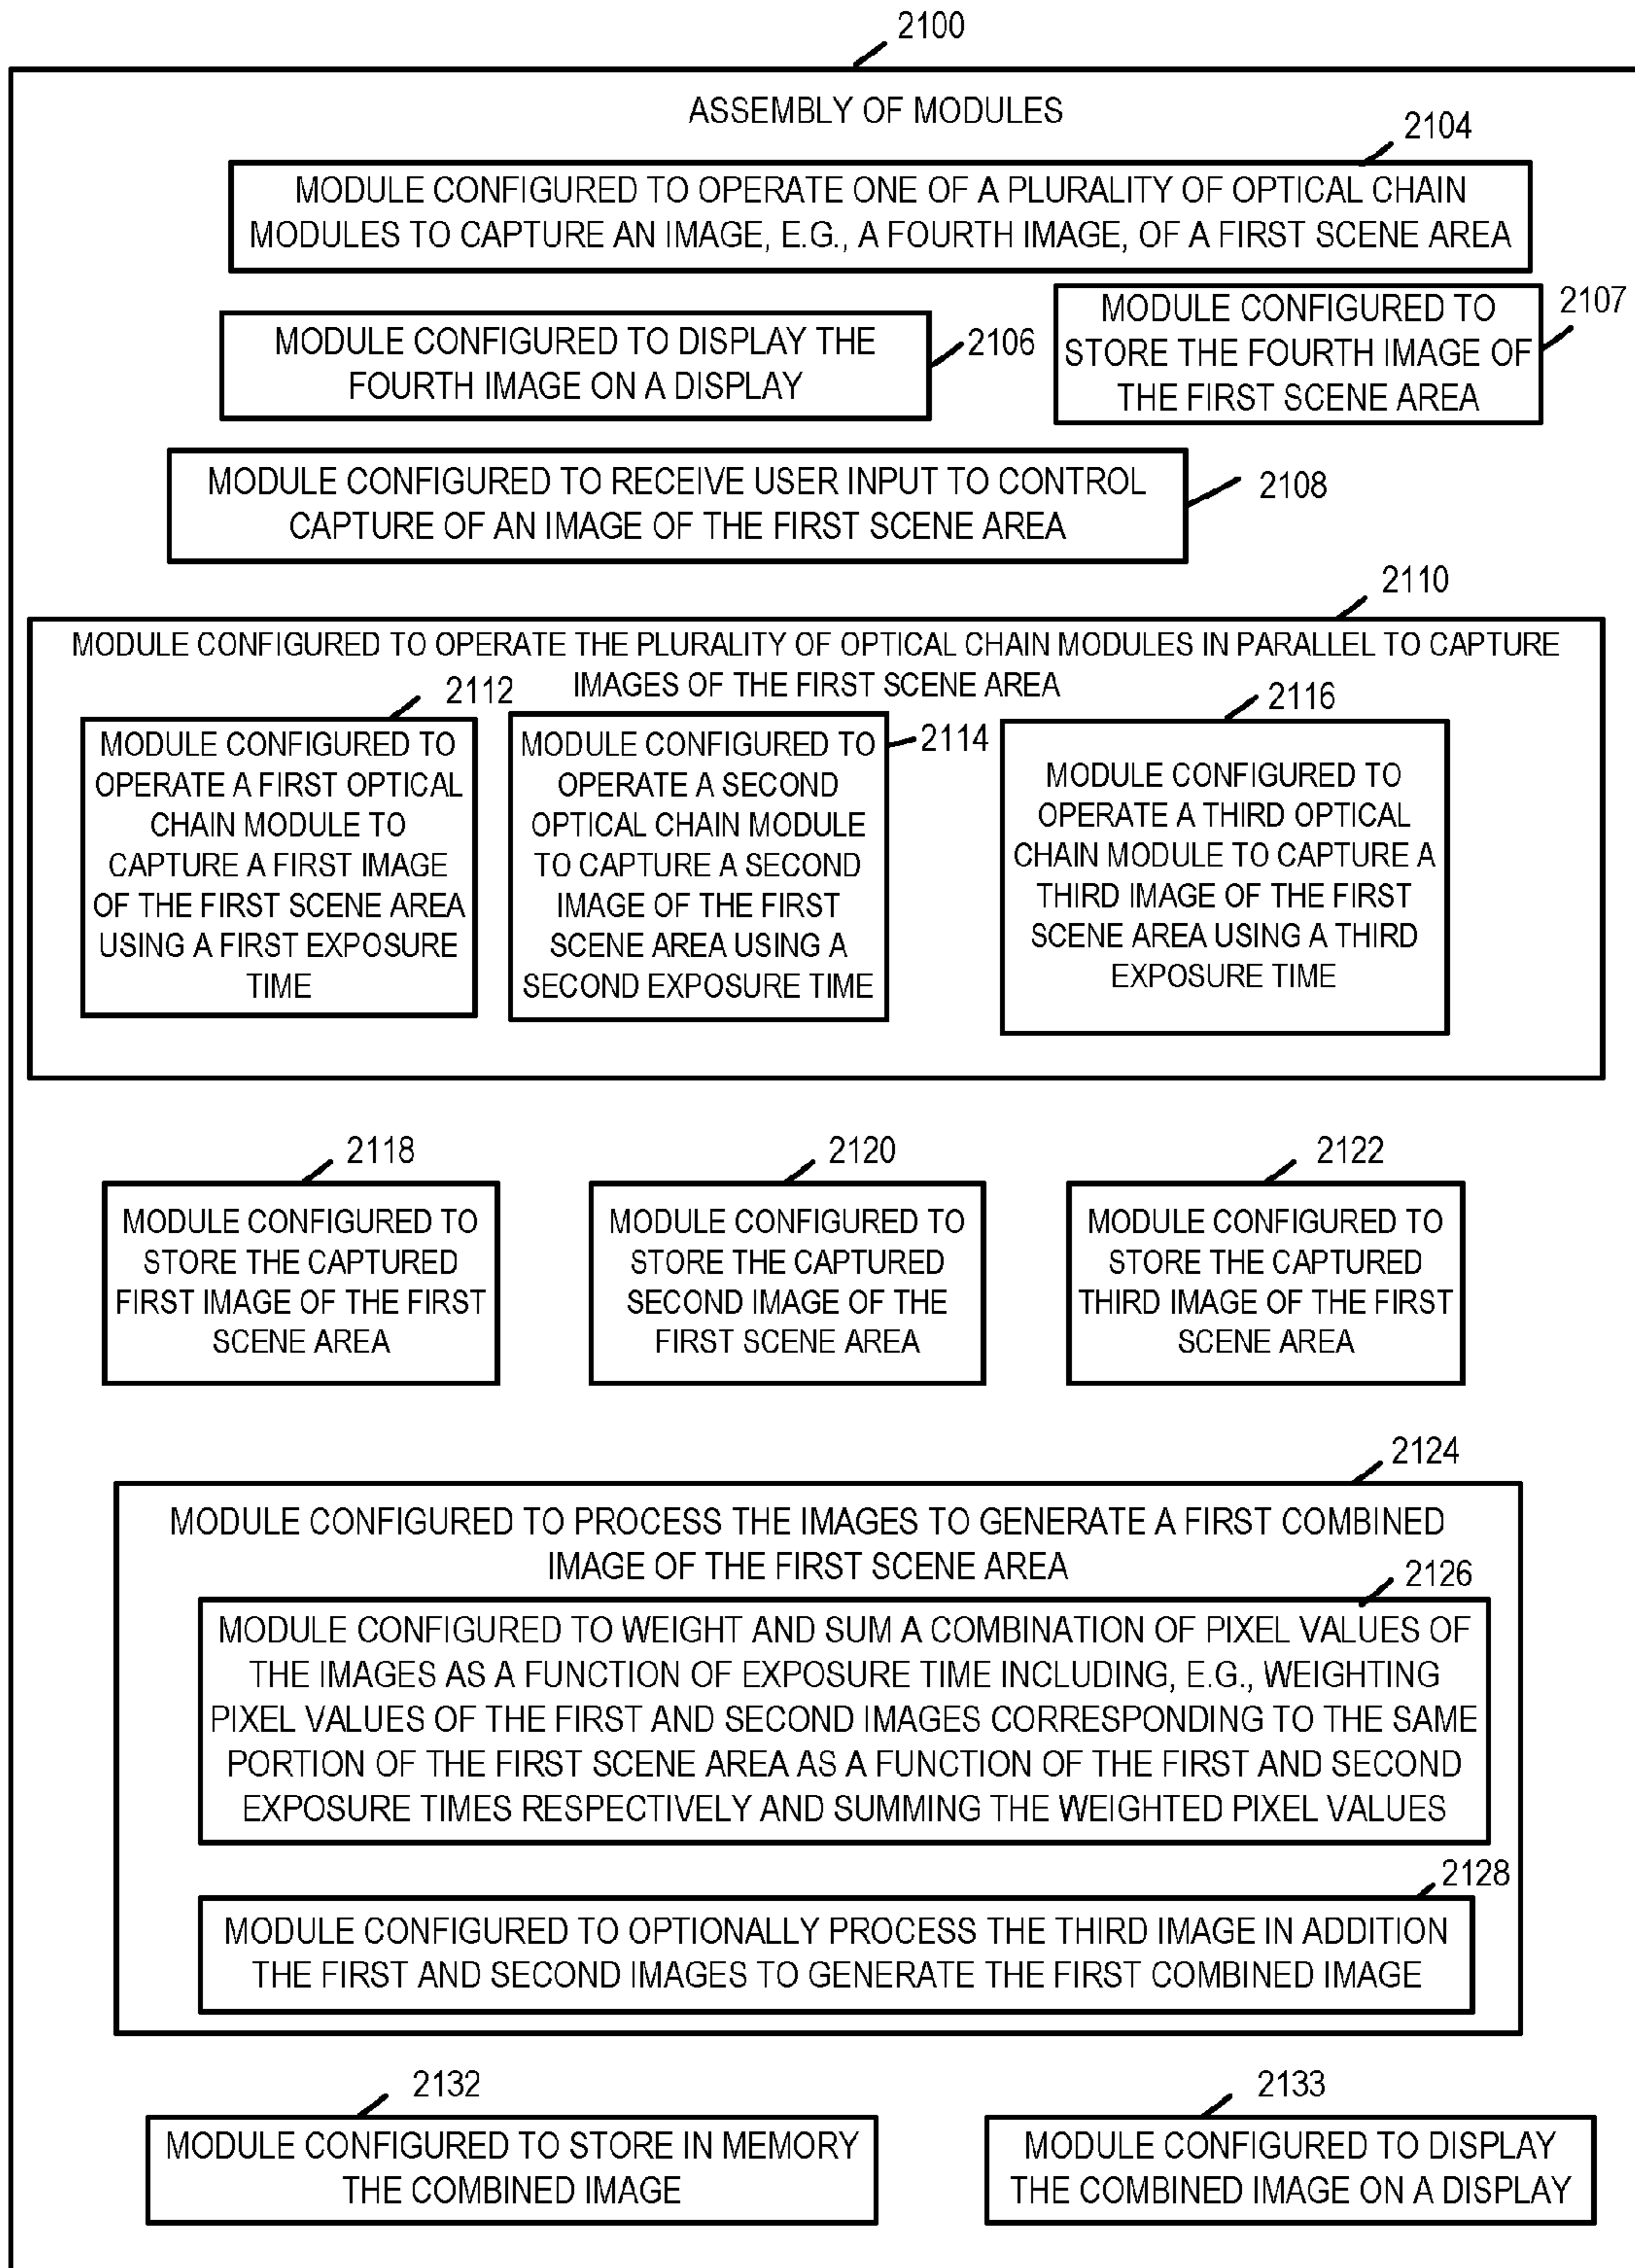 2100
ASSEMBLY OF MODULES
2104
MODULE CONFIGURED TO OPERATE ONE OF A PLURALITY OF OPTICAL CHAIN
MODULES TO CAPTURE AN IMAGE, E.G., A FOURTH IMAGE, OF A FIRST SCENE AREA
MODULE CONFIGURED TO DISPLAY THE
FOURTH IMAGE ON A DISPLAY
2106
MODULE CONFIGURED TO
STORE THE FOURTH IMAGE OF
THE FIRST SCENE AREA
2107
MODULE CONFIGURED TO RECEIVE USER INPUT TO CONTROL
CAPTURE OF AN IMAGE OF THE FIRST SCENE AREA
2108
2110
MODULE CONFIGURED TO OPERATE THE PLURALITY OF OPTICAL CHAIN MODULES IN PARALLEL TO CAPTURE
IMAGES OF THE FIRST SCENE AREA
2112
MODULE CONFIGURED TO
OPERATE A FIRST OPTICAL
CHAIN MODULE TO
CAPTURE A FIRST IMAGE
OF THE FIRST SCENE AREA
USING A FIRST EXPOSURE
TIME
2114
MODULE CONFIGURED TO
OPERATE A SECOND
OPTICAL CHAIN MODULE
TO CAPTURE A SECOND
IMAGE OF THE FIRST
SCENE AREA USING A
SECOND EXPOSURE TIME
2116
MODULE CONFIGURED TO
OPERATE A THIRD OPTICAL
CHAIN MODULE TO CAPTURE A
THIRD IMAGE OF THE FIRST
SCENE AREA USING A THIRD
EXPOSURE TIME
2118
MODULE CONFIGURED TO
STORE THE CAPTURED
FIRST IMAGE OF THE FIRST
SCENE AREA
2120
MODULE CONFIGURED TO
STORE THE CAPTURED
SECOND IMAGE OF THE
FIRST SCENE AREA
2122
MODULE CONFIGURED TO
STORE THE CAPTURED
THIRD IMAGE OF THE FIRST
SCENE AREA
2124
MODULE CONFIGURED TO PROCESS THE IMAGES TO GENERATE A FIRST COMBINED
IMAGE OF THE FIRST SCENE AREA
2126
MODULE CONFIGURED TO WEIGHT AND SUM A COMBINATION OF PIXEL VALUES OF
THE IMAGES AS A FUNCTION OF EXPOSURE TIME INCLUDING, E.G., WEIGHTING
PIXEL VALUES OF THE FIRST AND SECOND IMAGES CORRESPONDING TO THE SAME
PORTION OF THE FIRST SCENE AREA AS A FUNCTION OF THE FIRST AND SECOND
EXPOSURE TIMES RESPECTIVELY AND SUMMING THE WEIGHTED PIXEL VALUES
2128
MODULE CONFIGURED TO OPTIONALLY PROCESS THE THIRD IMAGE IN ADDITION
THE FIRST AND SECOND IMAGES TO GENERATE THE FIRST COMBINED IMAGE
2132
MODULE CONFIGURED TO STORE IN MEMORY
THE COMBINED IMAGE
2133
MODULE CONFIGURED TO DISPLAY
THE COMBINED IMAGE ON A DISPLAY